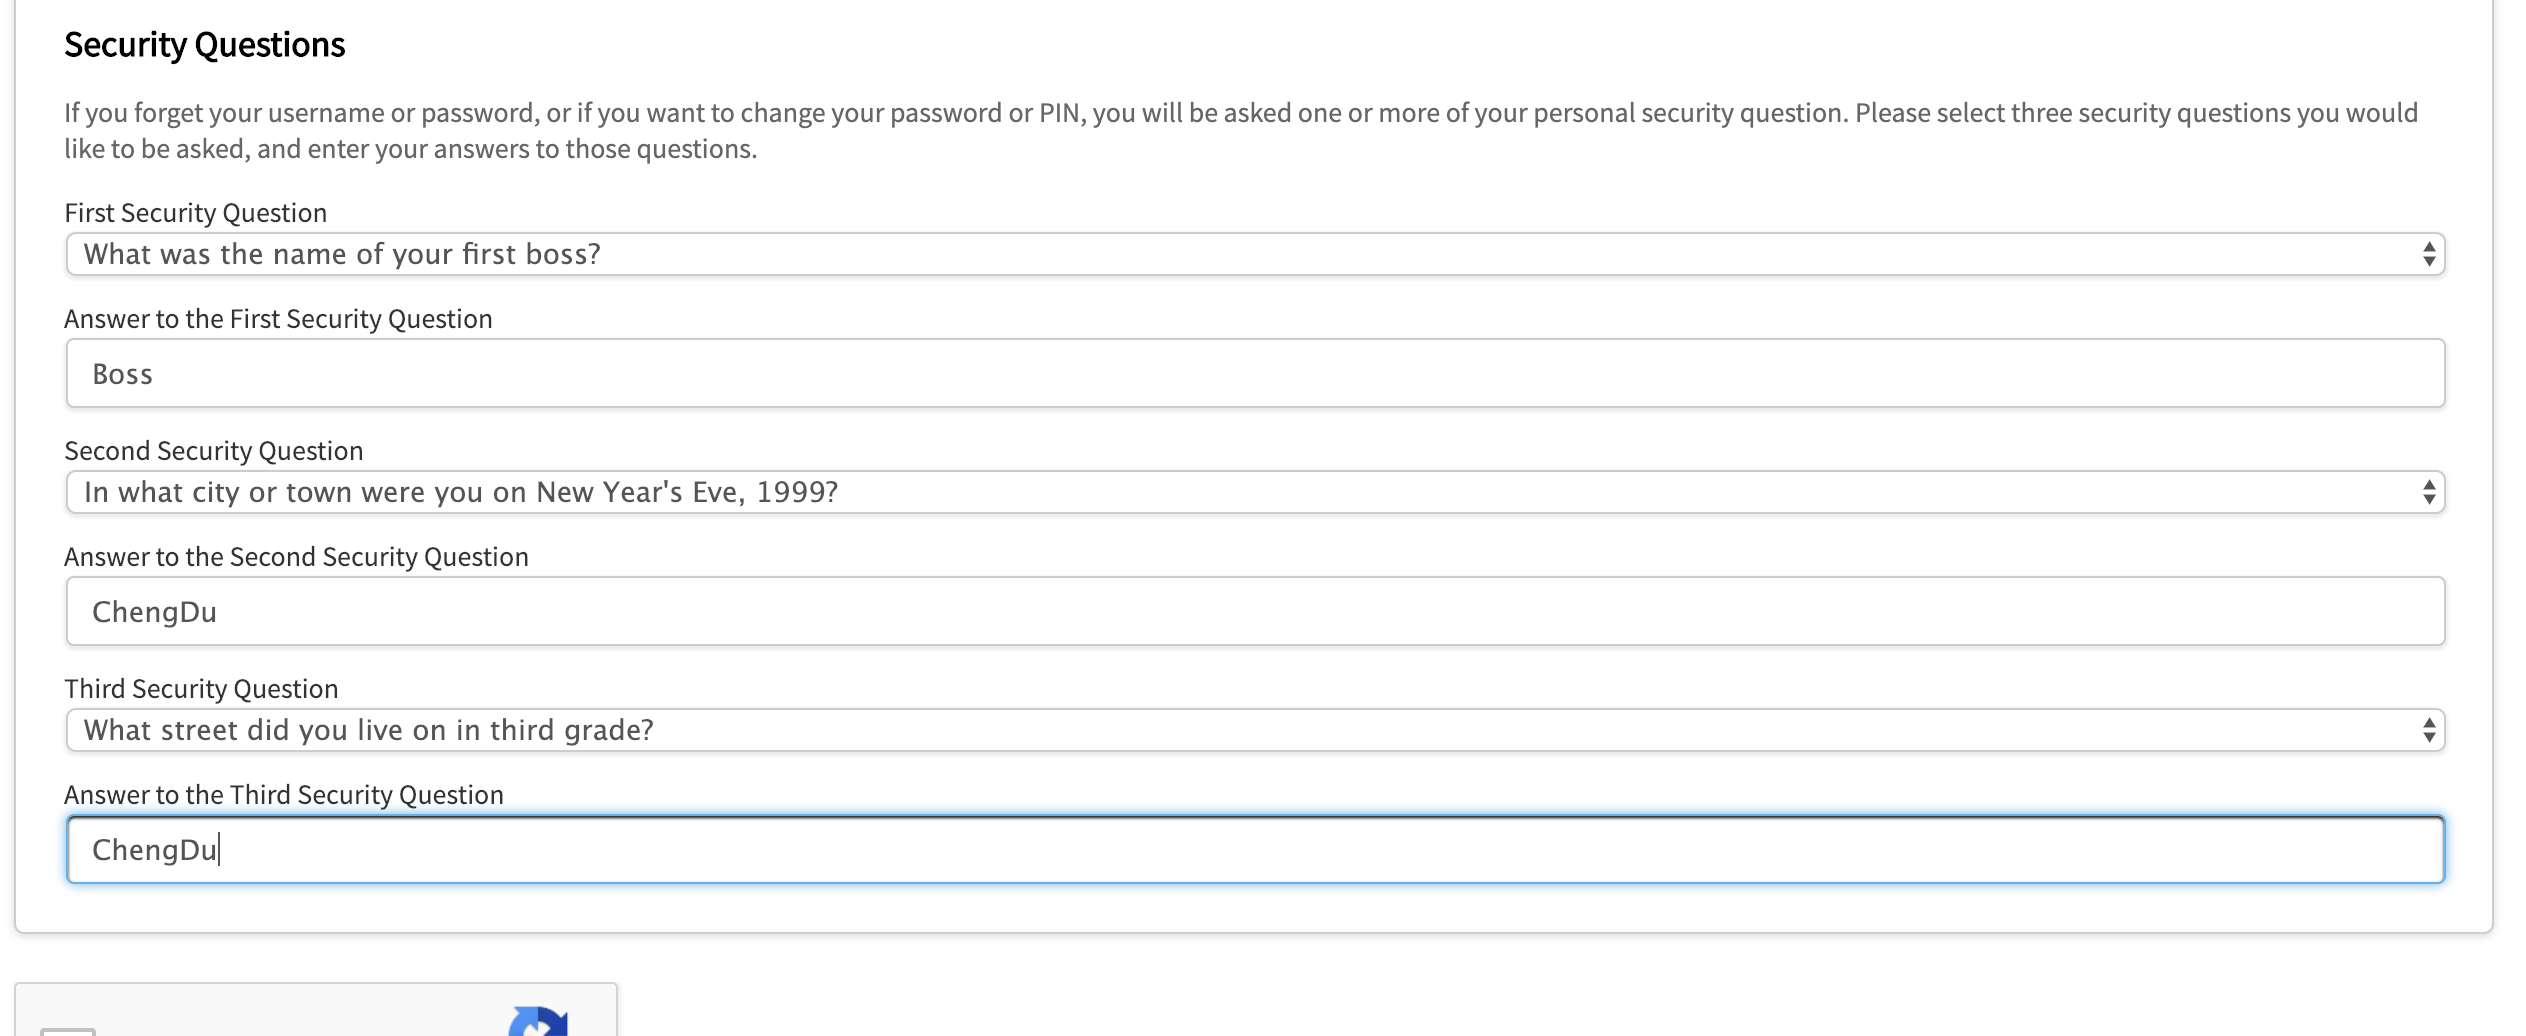 Security Questions
If you forget your username or password, or if you want to change your password or PIN, you will be asked one or more of your personal security question. Please select three security questions you would
like to be asked, and enter your answers to those questions.
First Security Question
What was the name of your first boss?
Answer to the First Security Question
Boss
Second Security Question
In what city or town were you on New Year's Eve, 1999?
Answer to the Second Security Question
ChengDu
Third Security Question
What street did you live on in third grade?
Answer to the Third Security Question
ChengDu